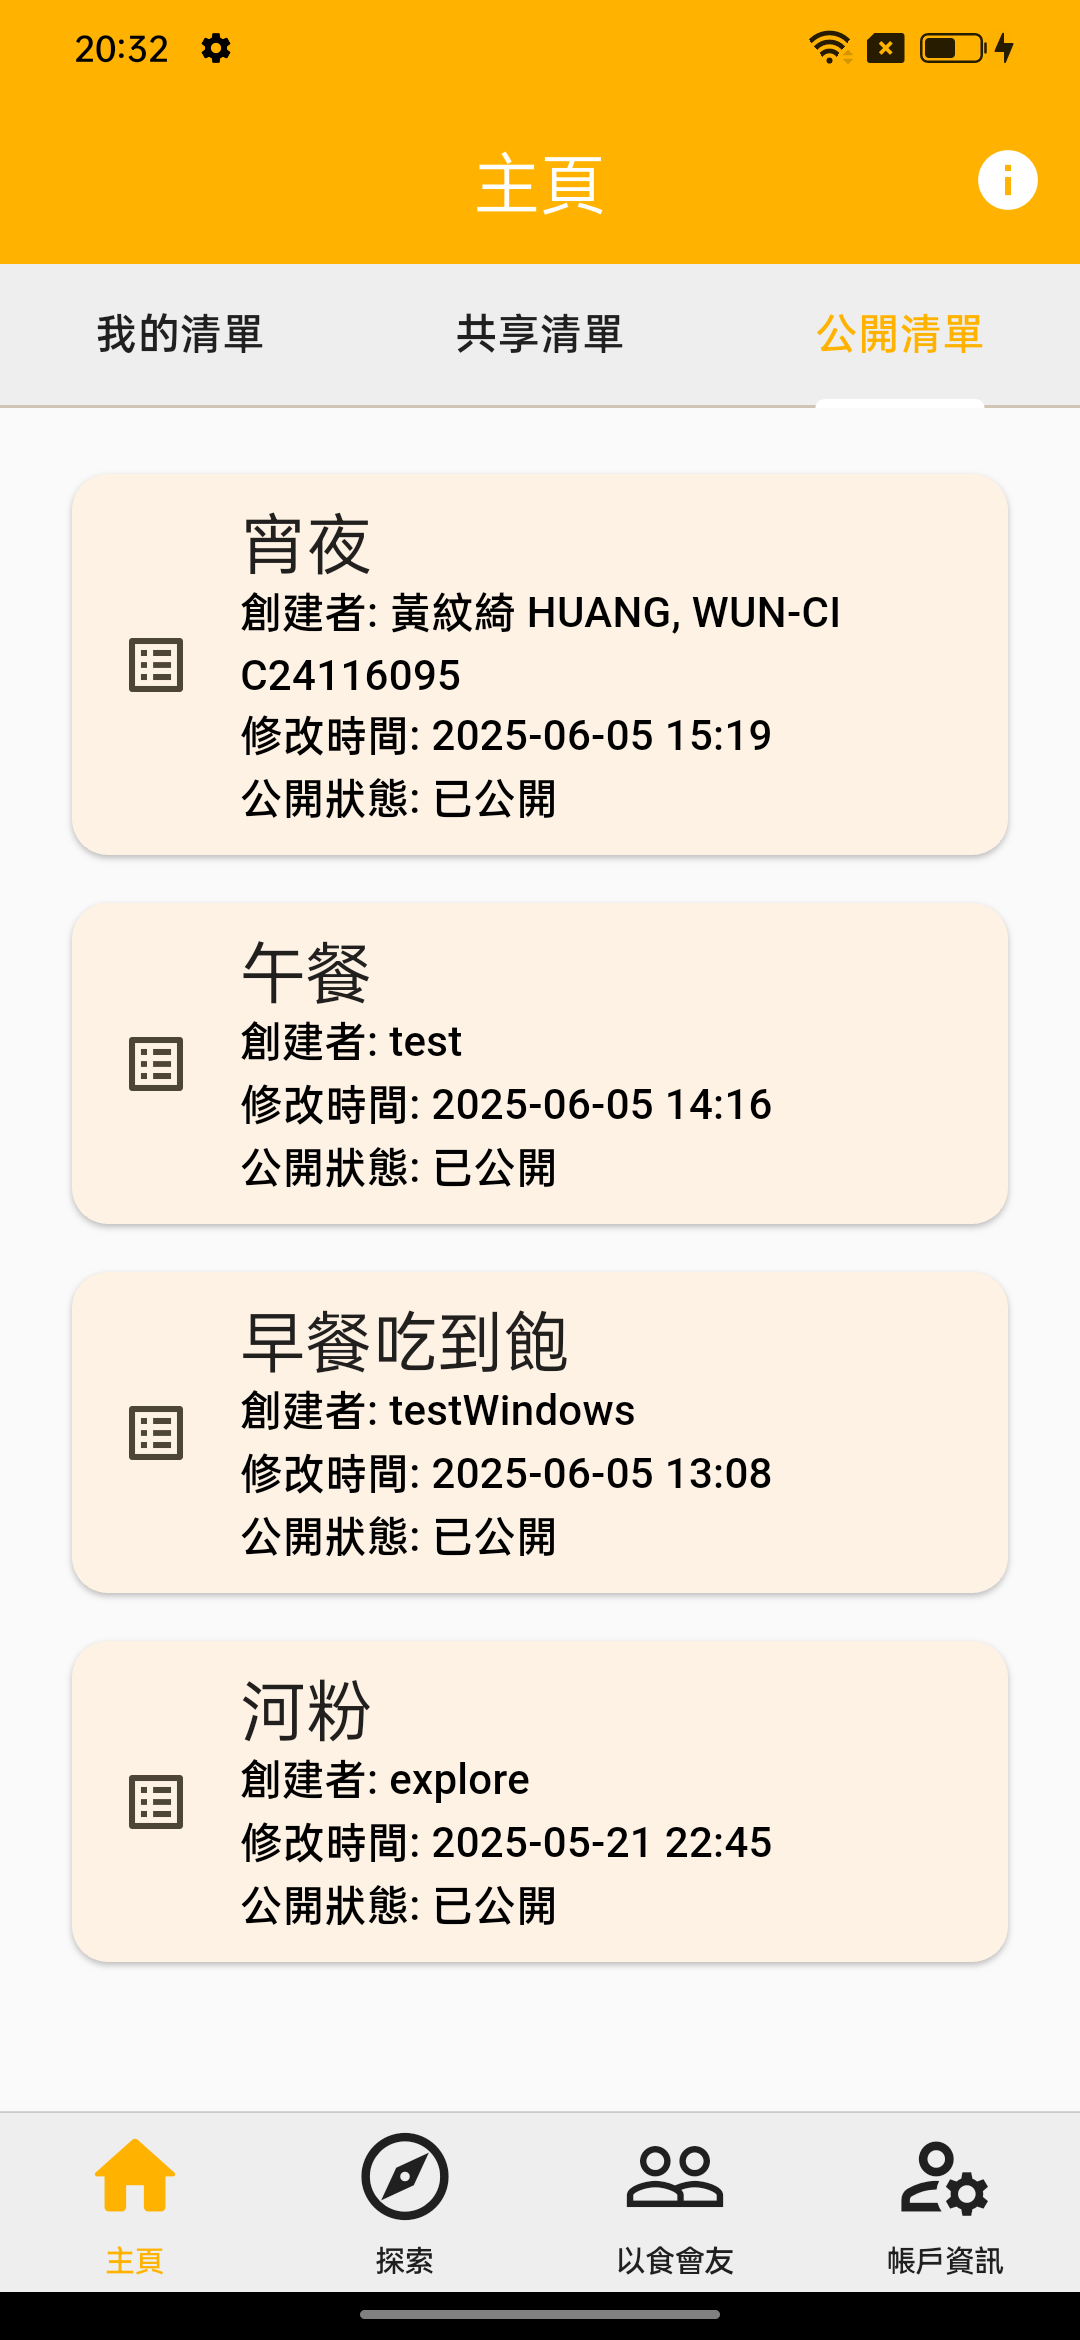 20:32
主頁
我的清單
共享清單
公開清單
宵夜
創建者: 黃紋綺 HUANG, WUN-CI
C24116095
修改時間: 2025-06-05 15:19
公開狀態: 已公開
午餐
創建者: test
修改時間: 2025-06-05 14:16
公開狀態: 已公開
早餐吃到飽
創建者: testWindows
修改時間: 2025-06-05 13:08
公開狀態: 已公開
河粉
創建者: explore
修改時間: 2025-05-21 22:45
公開狀態: 已公開
主頁
探索
以食會友
帳戶資訊